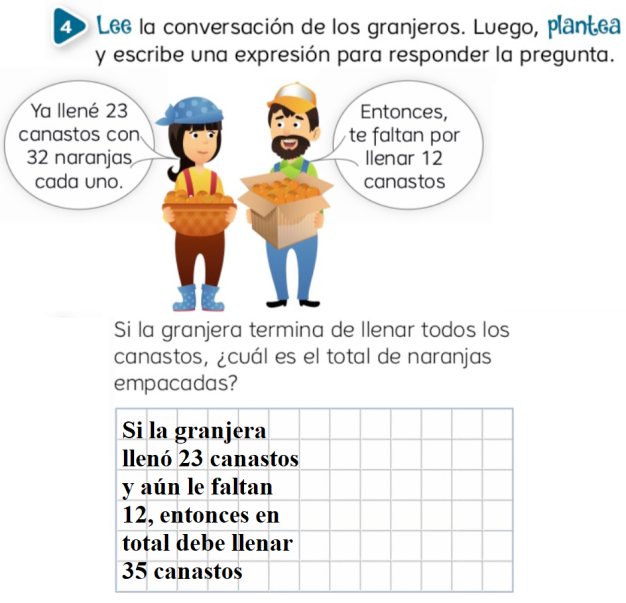 4 Lee la conversación de los granjeros. Luego, plantea
y escribe una expresión para responder la pregunta.
Ya llené 23
canastos con
32 naranjas
cada uno.
Entonces,
te faltan por
llenar 12
canastos
Si la granjera termina de llenar todos los
canastos, ¿cuál es el total de naranjas
empacadas?
Si la granjera
llenó 23 canastos
y aún le faltan
12, entonces en
total debe llenar
35 canastos